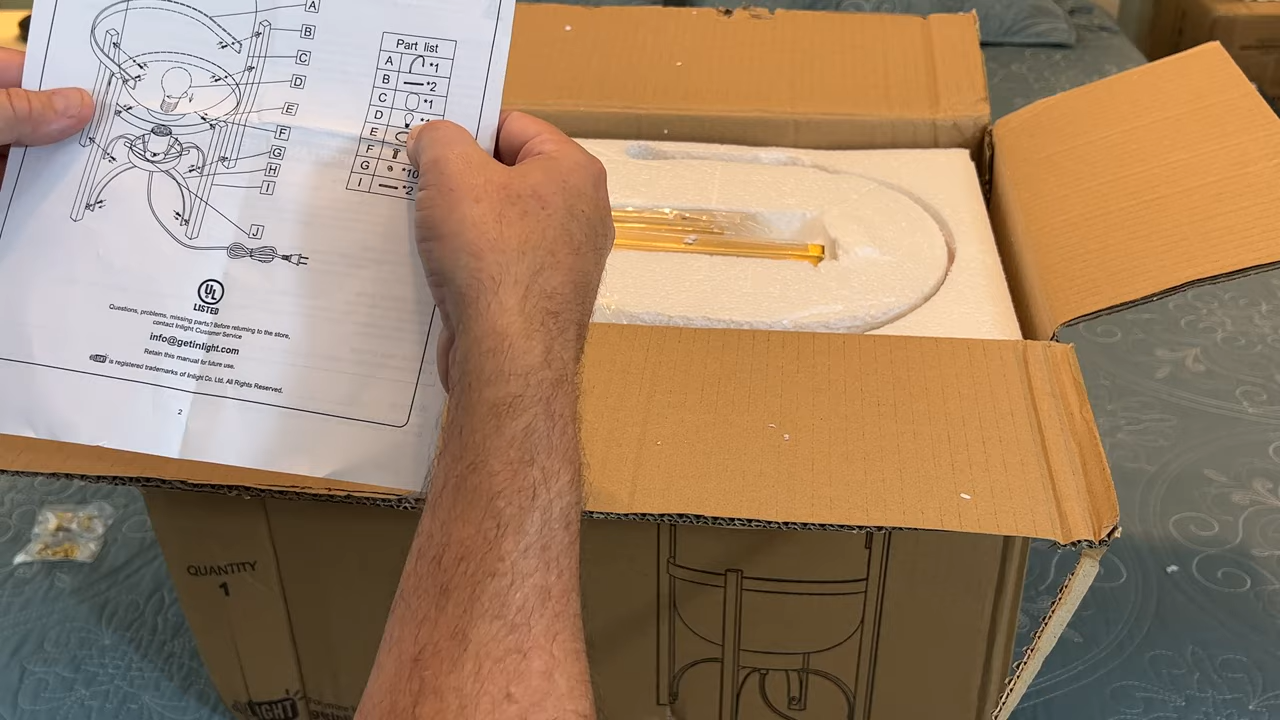 A
B
C
D
E
F
G
H
I
J
Part list
A *1
B *2
C *1
D
E
F
G *10
I *2
UL
LISTED
Questions, problems, missing parts? Before returning to the store,
contact Inlight Customer Service
info@getinlight.com
Retain this manual for future use.
is registered trademarks of Inlight Co. Ltd. All Rights Reserved.
2
QUANTITY
1
LIGHT